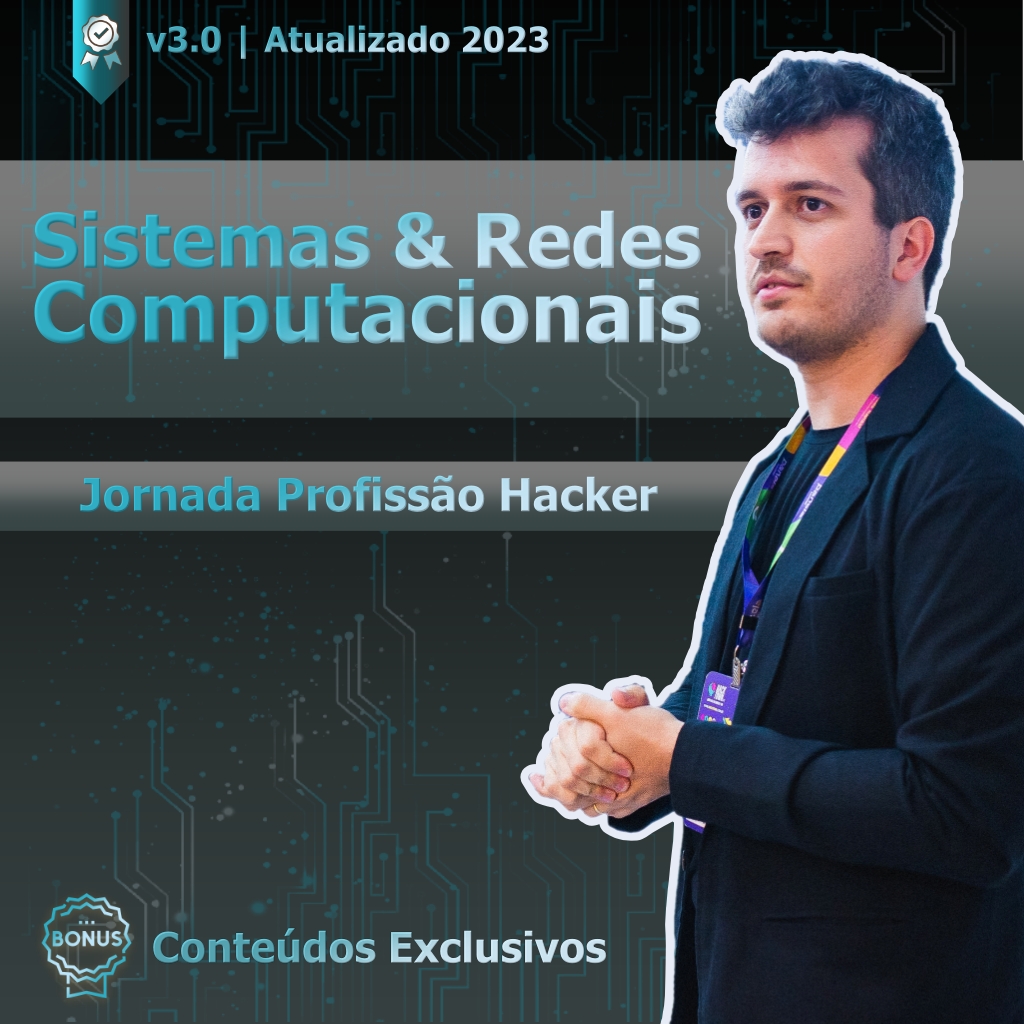 v3.0 | Atualizado 2023
Sistemas & Redes
Computacionais
Jornada Profissão Hacker
BONUS
Conteúdos Exclusivos